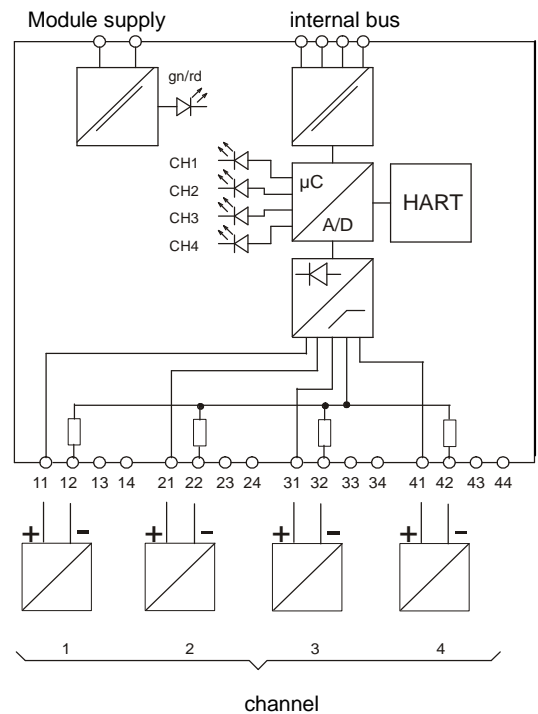 Module supply internal bus
gn/rd
CH1
CH2
CH3
CH4
µC
A/D
HART
11 12 13 14 21 22 23 24 31 32 33 34 41 42 43 44
+ - + - + - + -
1 2 3 4
channel